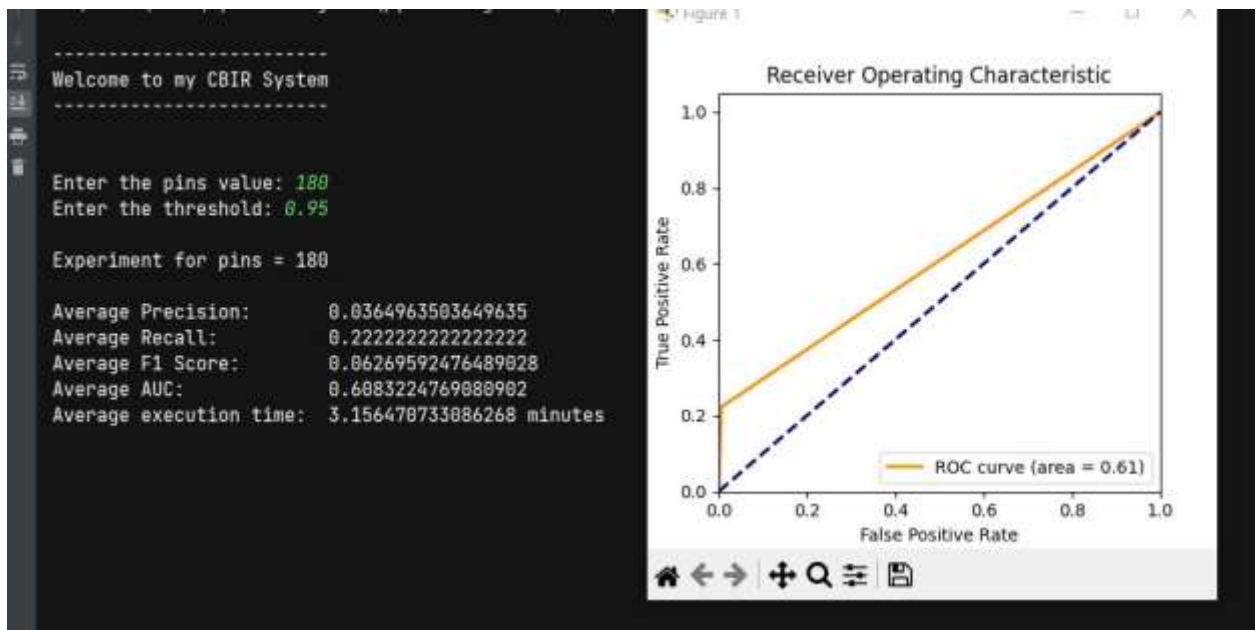 Figure 1
--------------------------
Welcome to my CBIR System
--------------------------
Enter the pins value: 180
Enter the threshold: 0.95
Experiment for pins = 180
Average Precision: 0.0364963503649635
Average Recall: 0.2222222222222222
Average F1 Score: 0.06269592476489028
Average AUC: 0.6083224769080902
Average execution time: 3.156470733086268 minutes
Receiver Operating Characteristic
True Positive Rate
1.0
0.8
0.6
0.4
0.2
0.0
ROC curve (area = 0.61)
0.0 0.2 0.4 0.6 0.8 1.0
False Positive Rate